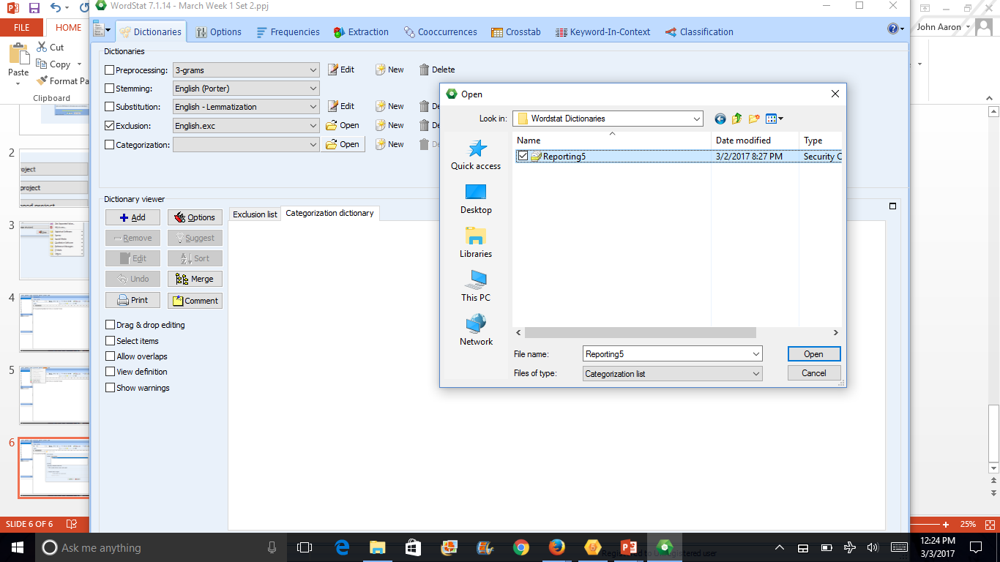 WordStat 7.1.14 - March Week 1 Set 2.ppj
FILE
HOME
John Aaron
Cut
Paste
Copy
Format Pa
Clipboard
Dictionaries
Options
Frequencies
Extraction
Cooccurrences
Crosstab
Keyword-In-Context
Classification
Dictionaries
Preprocessing:
3-grams
Edit
New
Delete
Stemming:
English (Porter)
Substitution:
English - Lemmatization
Edit
New
De
Exclusion:
English.exc
Open
New
De
Categorization:
Open
New
De
Open
Look in:
Wordstat Dictionaries
Name
Date modified
Type
Reporting5
3/2/2017 8:27 PM
Security C
Quick access
Desktop
Libraries
This PC
Network
File name:
Reporting5
Open
Files of type:
Categorization list
Cancel
Dictionary viewer
Add
Options
Remove
Suggest
Edit
Sort
Undo
Merge
Print
Comment
Exclusion list
Categorization dictionary
Drag & drop editing
Select items
Allow overlaps
View definition
Show warnings
2
roject
project
3
4
5
6
SLIDE 6 OF 6
25%
Ask me anything
12:24 PM
3/3/2017